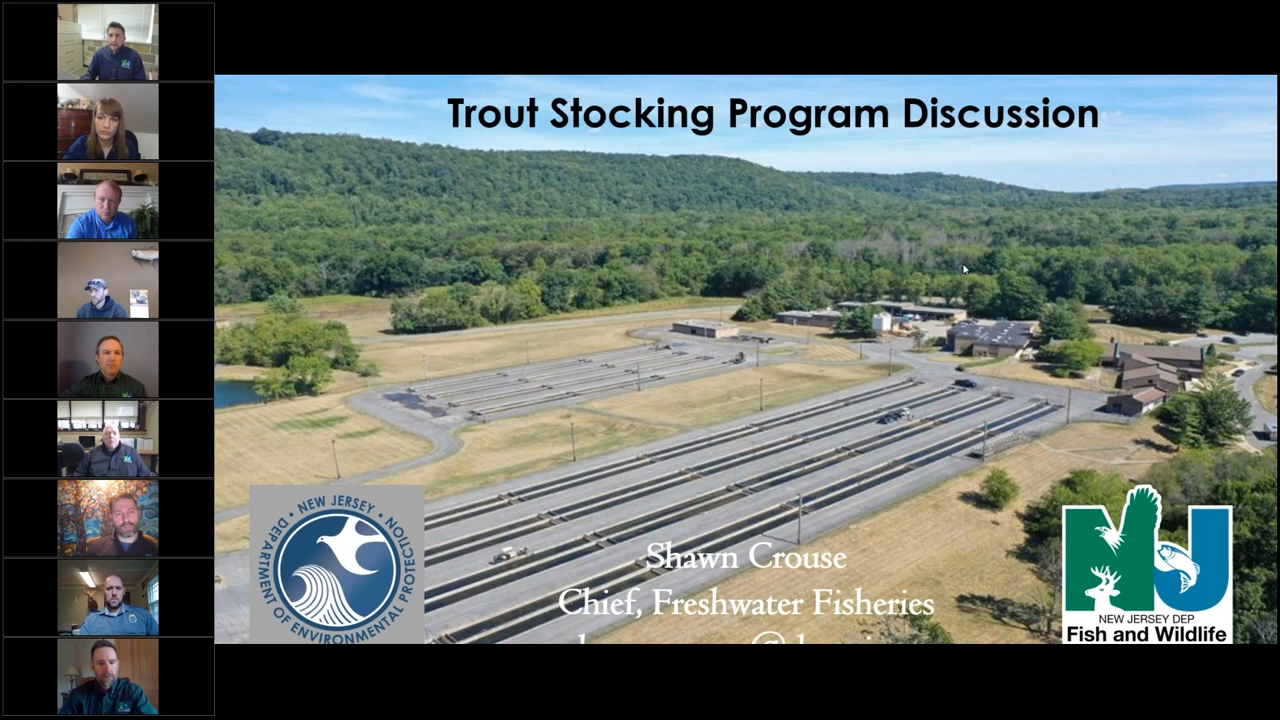 Trout Stocking Program Discussion
NEW JERSEY
DEPARTMENT OF ENVIRONMENTAL PROTECTION
Shawn Crouse
Chief, Freshwater Fisheries
NJ
NEW JERSEY DEP
Fish and Wildlife